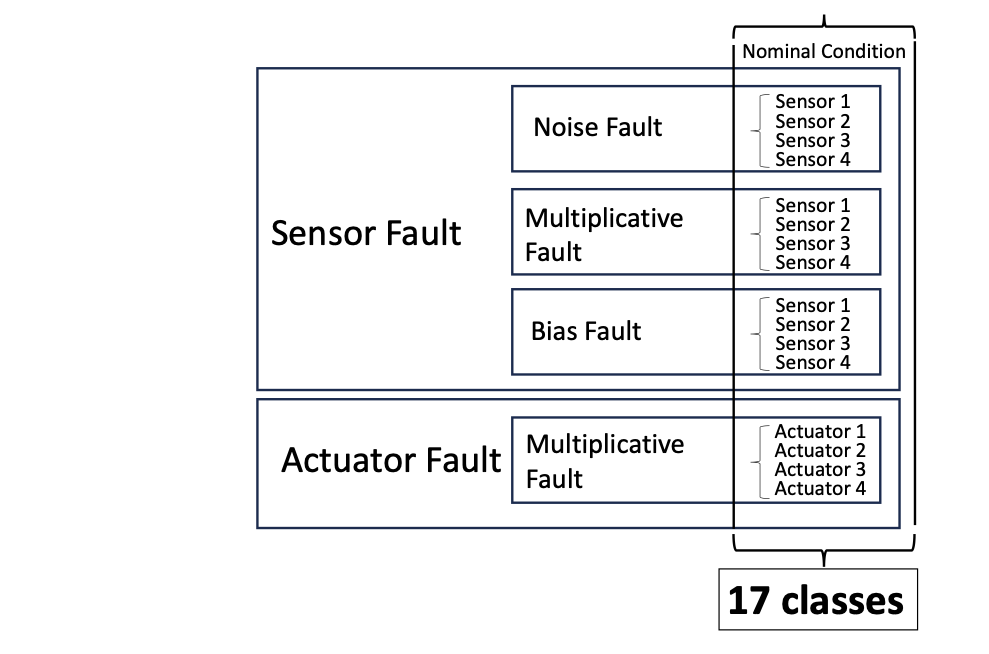 Nominal Condition
Sensor Fault
Noise Fault
Sensor 1
Sensor 2
Sensor 3
Sensor 4
Multiplicative
Fault
Sensor 1
Sensor 2
Sensor 3
Sensor 4
Bias Fault
Sensor 1
Sensor 2
Sensor 3
Sensor 4
Actuator Fault
Multiplicative
Fault
Actuator 1
Actuator 2
Actuator 3
Actuator 4
17 classes